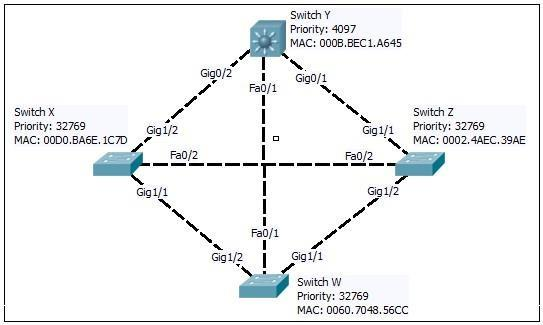 Switch Y
Priority: 4097
MAC: 000B.BEC1.A645
Gig0/2
Gig0/1
Fa0/1
Switch X
Priority: 32769
MAC: 00D0.BA6E.1C7D
Switch Z
Priority: 32769
MAC: 0002.4AEC.39AE
Gig1/2
Gig1/1
Fa0/2
Fa0/2
Gig1/1
Gig1/2
Fa0/1
Gig1/2
Gig1/1
Switch W
Priority: 32769
MAC: 0060.7048.56CC